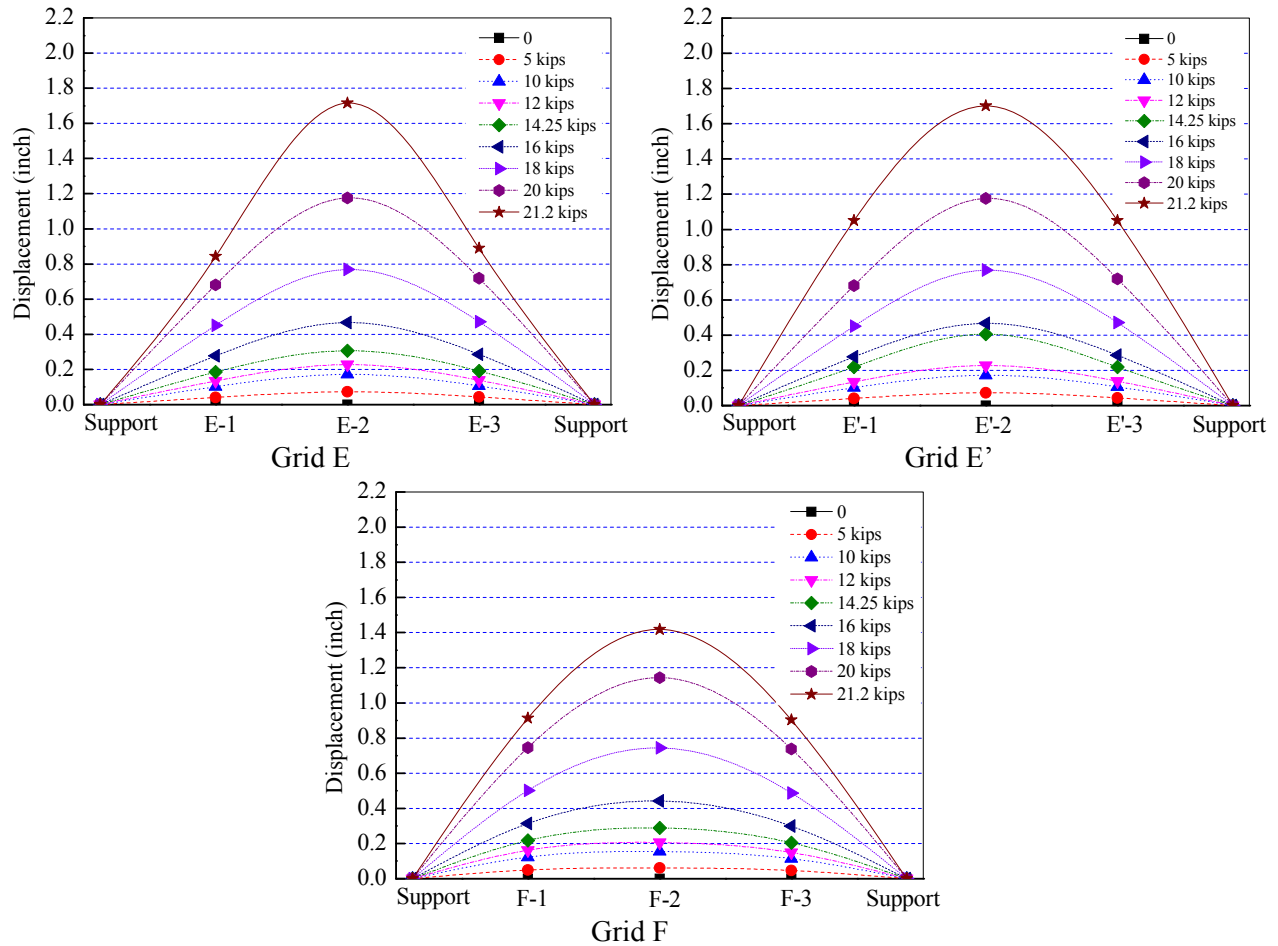 2.2
2.0
1.8
1.6
1.4
1.2
1.0
0.8
0.6
0.4
0.2
0.0
Displacement (inch)
0
5 kips
10 kips
12 kips
14.25 kips
16 kips
18 kips
20 kips
21.2 kips
Support E-1 E-2 E-3 Support
Grid E
2.2
2.0
1.8
1.6
1.4
1.2
1.0
0.8
0.6
0.4
0.2
0.0
Displacement (inch)
0
5 kips
10 kips
12 kips
14.25 kips
16 kips
18 kips
20 kips
21.2 kips
Support E'-1 E'-2 E'-3 Support
Grid E’
2.2
2.0
1.8
1.6
1.4
1.2
1.0
0.8
0.6
0.4
0.2
0.0
Displacement (inch)
0
5 kips
10 kips
12 kips
14.25 kips
16 kips
18 kips
20 kips
21.2 kips
Support F-1 F-2 F-3 Support
Grid F